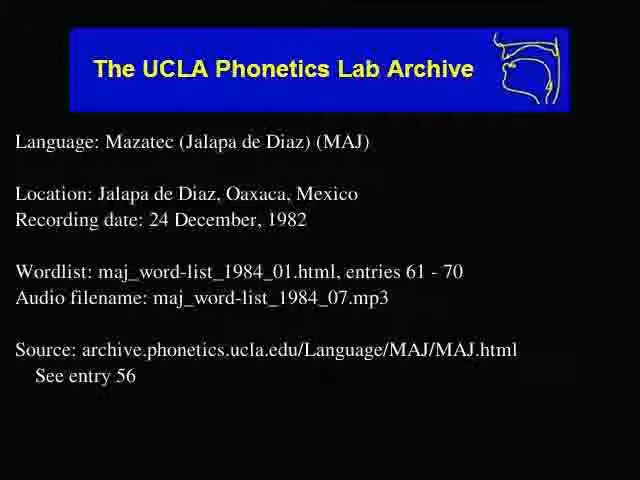 The UCLA Phonetics Lab Archive
Language: Mazatec (Jalapa de Diaz) (MAJ)
Location: Jalapa de Diaz, Oaxaca, Mexico
Recording date: 24 December, 1982
Wordlist: maj_word-list_1984_01.html, entries 61 - 70
Audio filename: maj_word-list_1984_07.mp3
Source: archive.phonetics.ucla.edu/Language/MAJ/MAJ.html
See entry 56